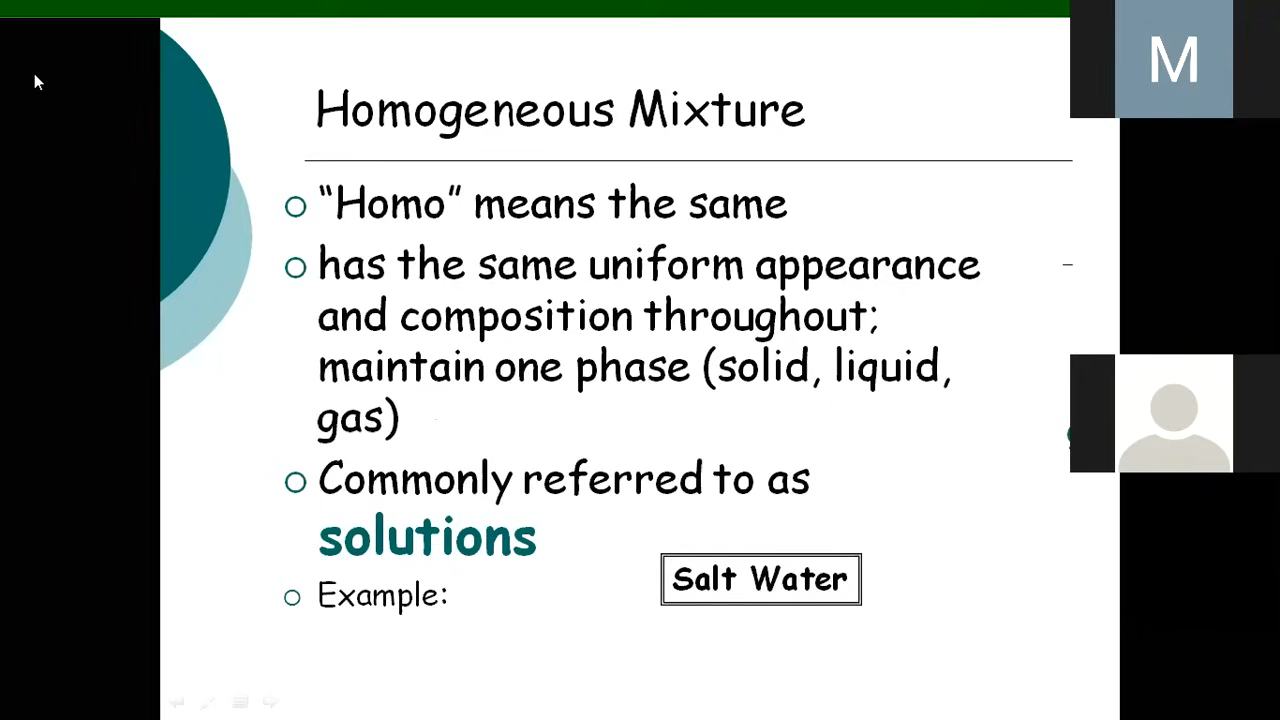 Homogeneous Mixture
“Homo” means the same
has the same uniform appearance
and composition throughout;
maintain one phase (solid, liquid,
gas)
Commonly referred to as
solutions
Example:
Salt Water
M